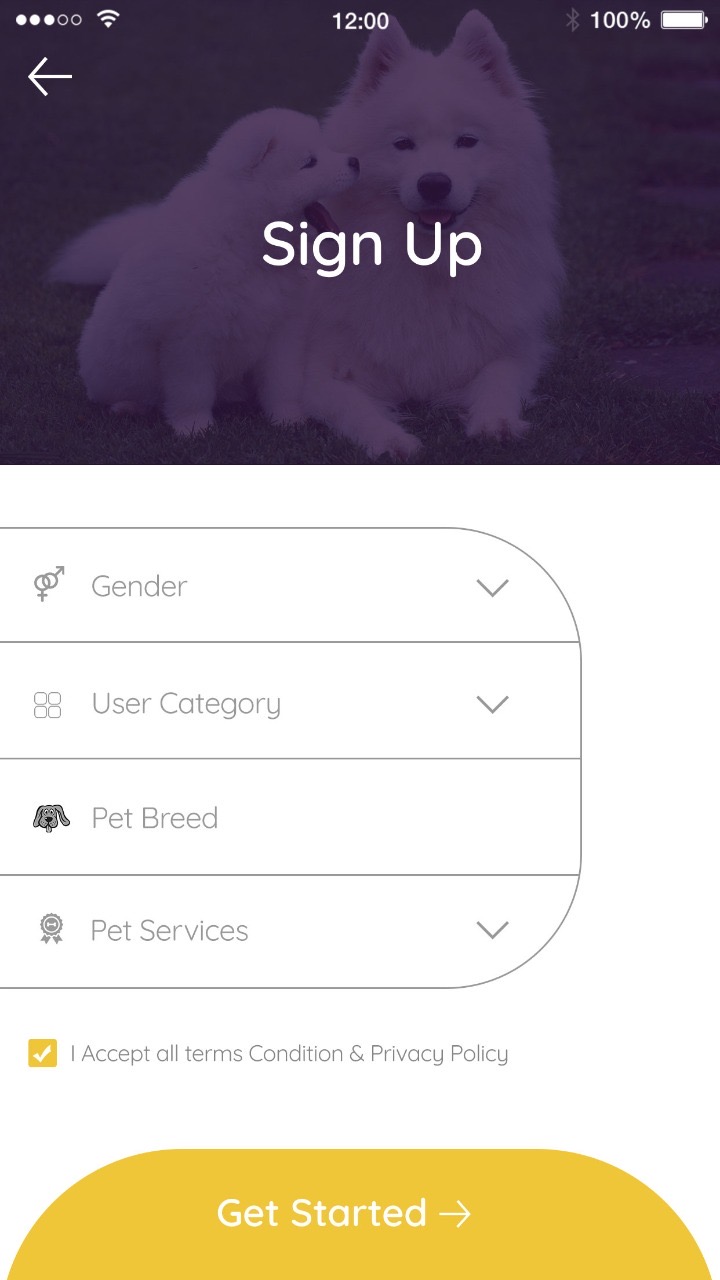 12:00
100%
Sign Up
Gender
User Category
Pet Breed
Pet Services
I Accept all terms Condition & Privacy Policy
Get Started